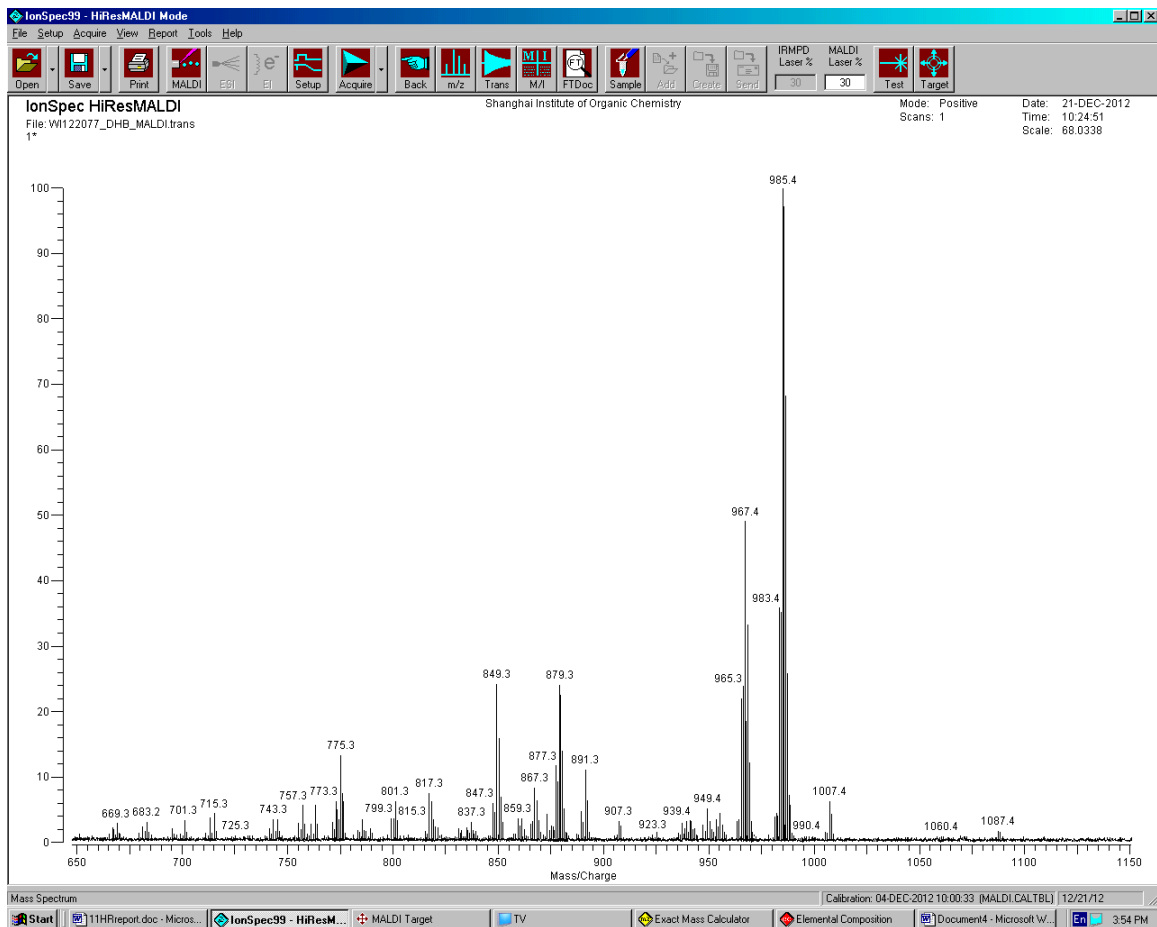 IonSpec99 - HiResMALDI Mode
File Setup Acquire View Report Tools Help
Open Save Print MALDI ESI EI Setup Acquire Back m/z Trans M/I FTDoc Sample Add Create Send IRMPD Laser % 30 MALDI Laser % 30 Test Target
IonSpec HiResMALDI
Shanghai Institute of Organic Chemistry
Mode: Positive
Date: 21-DEC-2012
File: WI122077_DHB_MALDI.trans
Scans: 1
Time: 10:24:51
1*
Scale: 68.0338
985.4
100
90
80
70
60
967.4
50
40
983.4
30
849.3
879.3
965.3
20
775.3
877.3
891.3
10
847.3
867.3
817.3
1007.4
757.3
773.3
801.3
669.3
683.2
701.3
715.3
725.3
743.3
799.3
815.3
837.3
859.3
907.3
923.3
939.4
949.4
990.4
1060.4
1087.4
0
650 700 750 800 850 900 950 1000 1050 1100 1150
Mass/Charge
Mass Spectrum
Calibration: 04-DEC-2012 10:00:33 (MALDI.CALTBL)
12/21/12
Start
11HRreport.doc - Micros...
IonSpec99 - HiResM...
MALDI Target
TV
Exact Mass Calculator
Elemental Composition
Document4 - Microsoft W...
En
3:54 PM